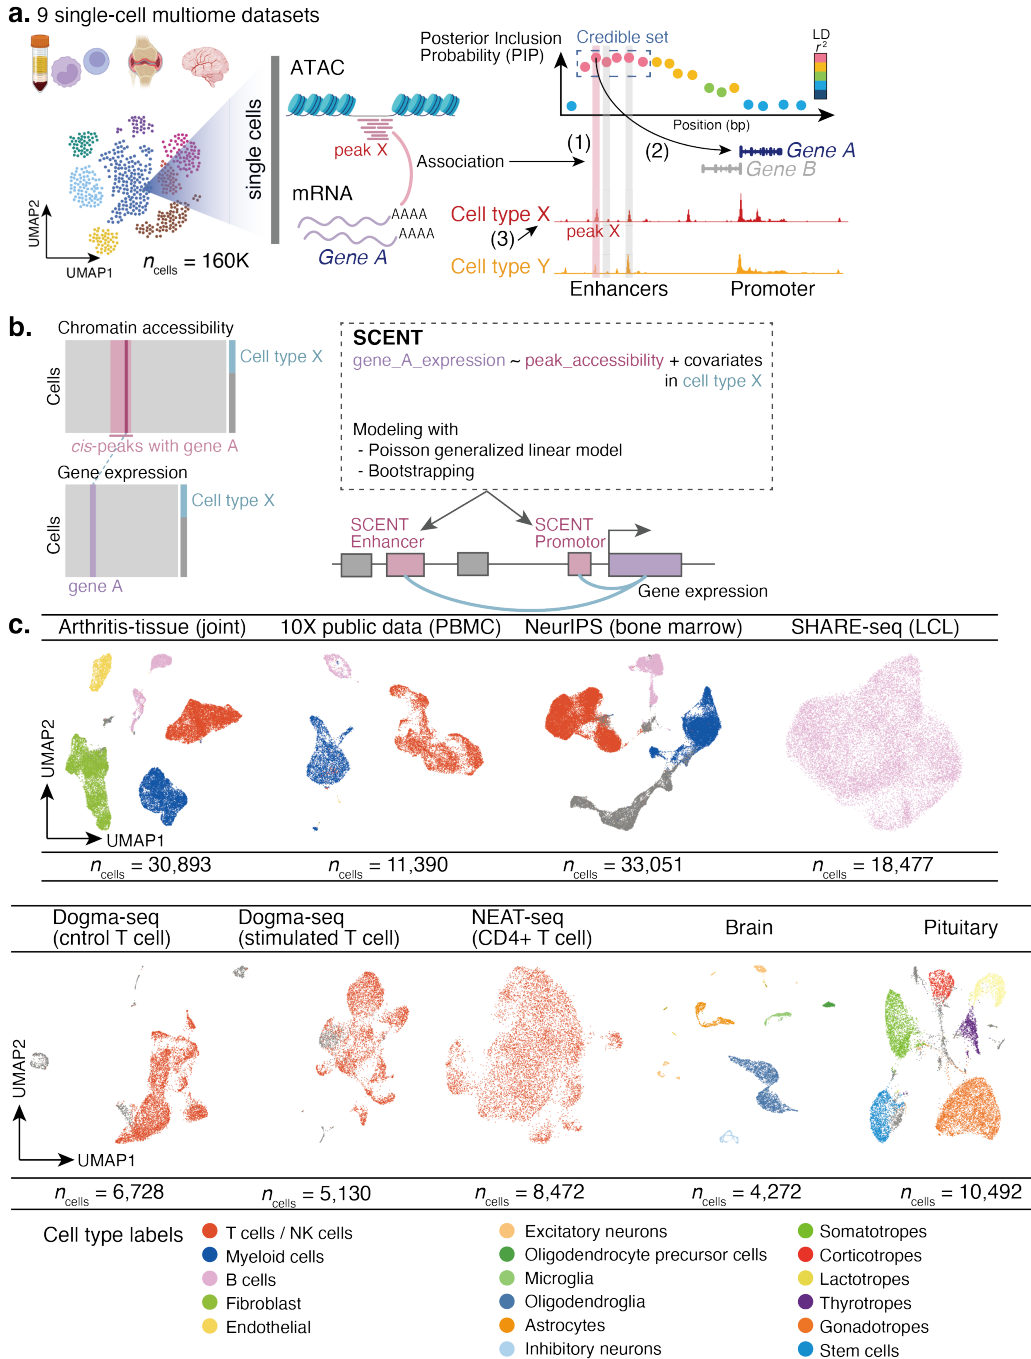 a. 9 single-cell multiome datasets
UMAP2
UMAP1
ncells = 160K
single cells
ATAC
peak X
mRNA
AAAA
AAAA
Gene A
Association
Posterior Inclusion
Probability (PIP)
Credible set
LD
r²
Position (bp)
(1)
(2)
Gene A
Gene B
Cell type X
peak X
(3)
Cell type Y
Enhancers
Promoter
b.
Chromatin accessibility
Cells
Cell type X
cis-peaks with gene A
Gene expression
Cells
Cell type X
gene A
SCENT
gene_A_expression ~ peak_accessibility + covariates
in cell type X
Modeling with
- Poisson generalized linear model
- Bootstrapping
SCENT
Enhancer
SCENT
Promotor
Gene expression
c.
Arthritis-tissue (joint)
10X public data (PBMC)
NeurIPS (bone marrow)
SHARE-seq (LCL)
UMAP2
UMAP1
ncells = 30,893
ncells = 11,390
ncells = 33,051
ncells = 18,477
Dogma-seq
(cntrol T cell)
Dogma-seq
(stimulated T cell)
NEAT-seq
(CD4+ T cell)
Brain
Pituitary
UMAP2
UMAP1
ncells = 6,728
ncells = 5,130
ncells = 8,472
ncells = 4,272
ncells = 10,492
Cell type labels
T cells / NK cells
Myeloid cells
B cells
Fibroblast
Endothelial
Excitatory neurons
Oligodendrocyte precursor cells
Microglia
Oligodendroglia
Astrocytes
Inhibitory neurons
Somatotropes
Corticotropes
Lactotropes
Thyrotropes
Gonadotropes
Stem cells